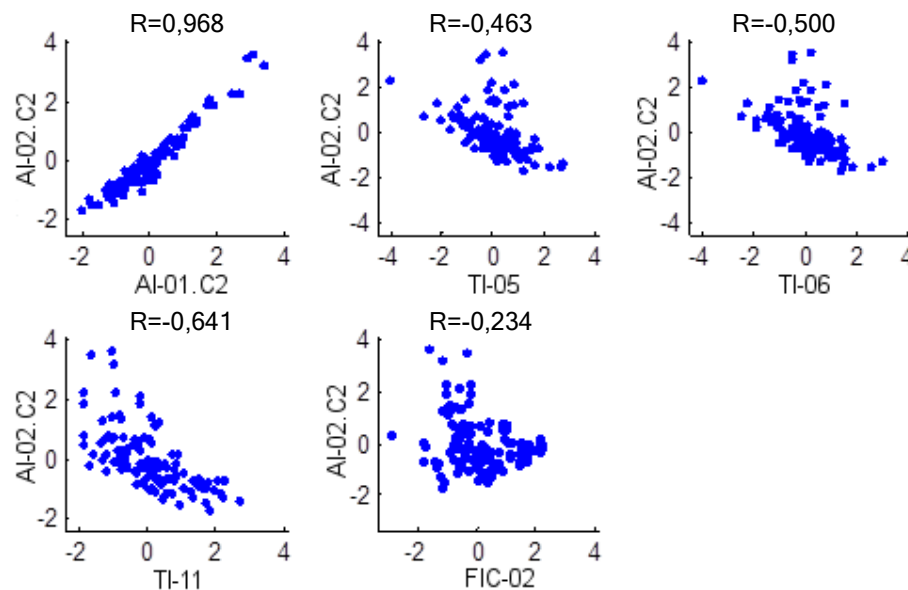 R=0,968
4
2
0
-2
AI-02.C2
-2 0 2 4
AI-01.C2
R=-0,463
4
2
0
-2
-4
AI-02.C2
-4 -2 0 2 4
TI-05
R=-0,500
4
2
0
-2
-4
AI-02.C2
-4 -2 0 2 4
TI-06
R=-0,641
4
2
0
-2
AI-02.C2
-2 0 2 4
TI-11
R=-0,234
4
2
0
-2
AI-02.C2
-2 0 2 4
FIC-02